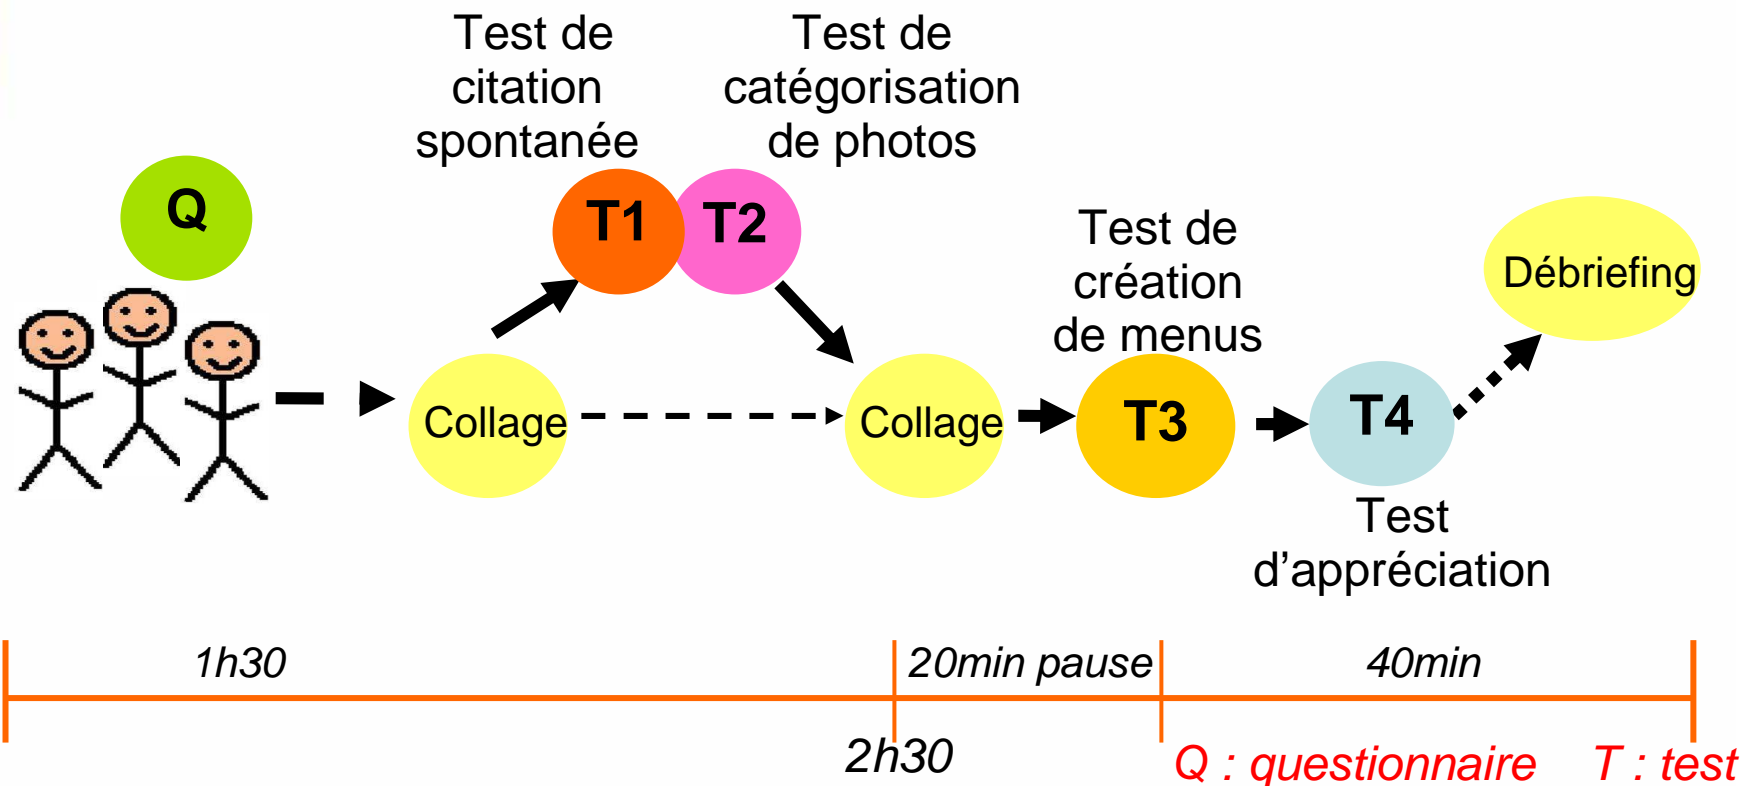 Test de
citation
spontanée
Test de
catégorisation
de photos
Q
T1
T2
Test de
création
de menus
Débriefing
Collage
Collage
T3
T4
Test
d’appréciation
1h30
20min pause
40min
2h30
Q : questionnaire
T : test